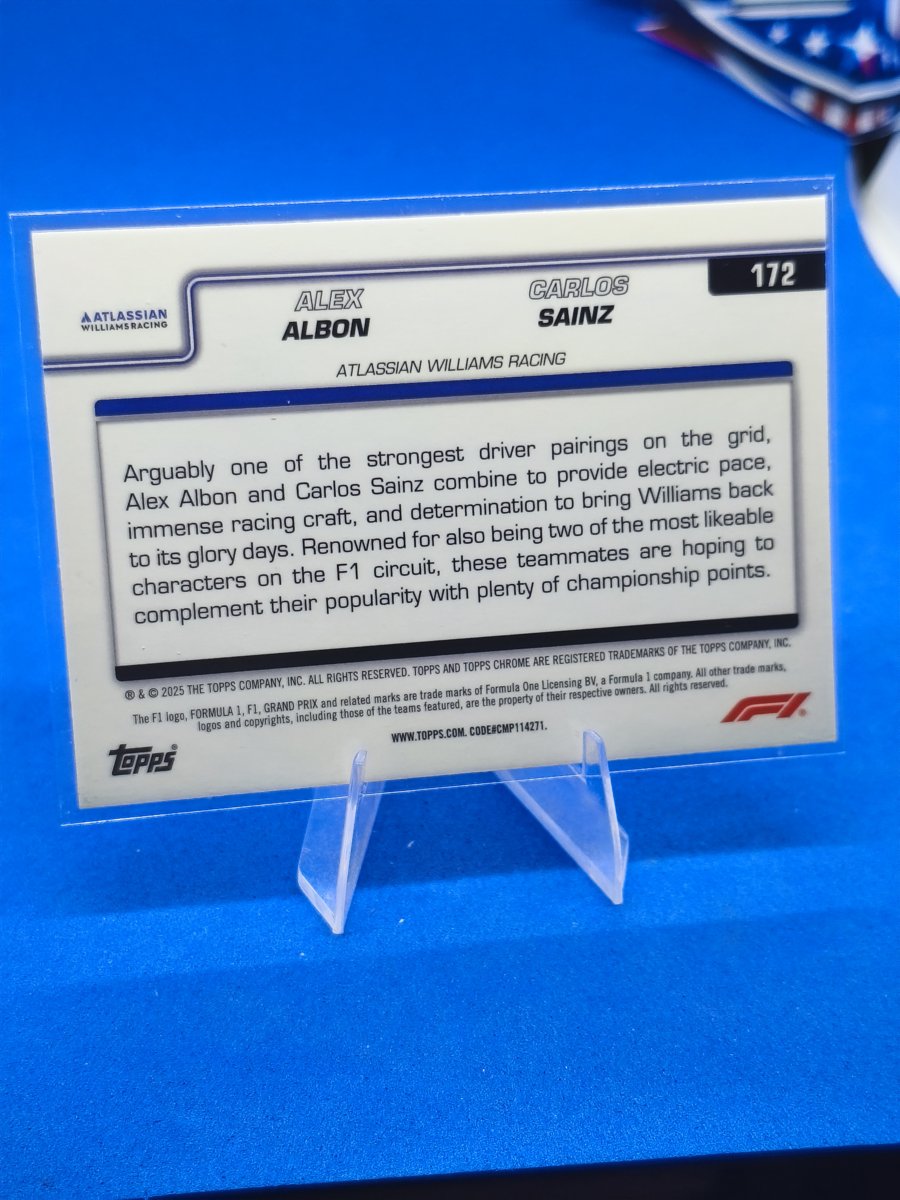 172
ATLASSIAN
WILLIAMS RACING
ALEX
ALBON
CARLOS
SAINZ
ATLASSIAN WILLIAMS RACING
Arguably one of the strongest driver pairings on the grid,
Alex Albon and Carlos Sainz combine to provide electric pace,
immense racing craft, and determination to bring Williams back
to its glory days. Renowned for also being two of the most likeable
characters on the F1 circuit, these teammates are hoping to
complement their popularity with plenty of championship points.
® & © 2025 THE TOPPS COMPANY, INC. ALL RIGHTS RESERVED. TOPPS AND TOPPS CHROME ARE REGISTERED TRADEMARKS OF THE TOPPS COMPANY, INC.
The F1 logo, FORMULA 1, F1, GRAND PRIX and related marks are trade marks of Formula One Licensing BV, a Formula 1 company. All other trade marks,
logos and copyrights, including those of the teams featured, are the property of their respective owners. All rights reserved.
WWW.TOPPS.COM. CODE#CMP114271.
Topps®
F1®